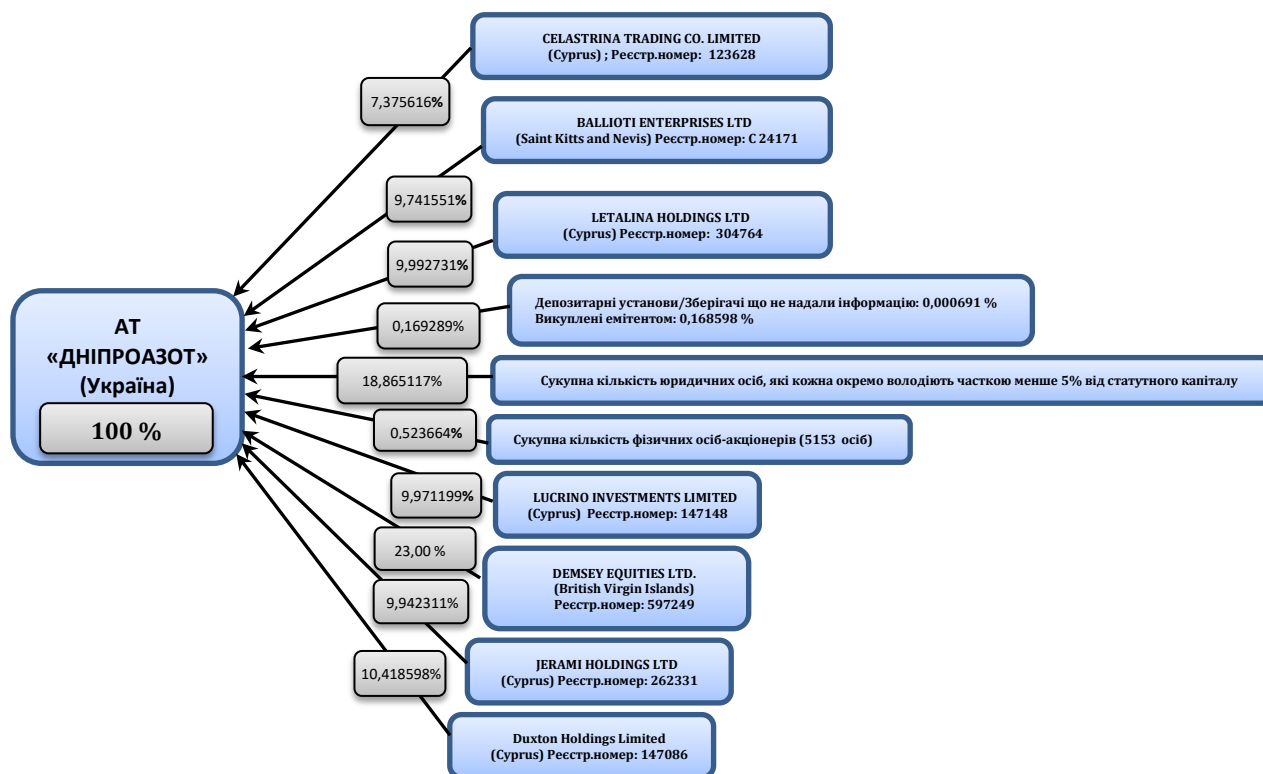 CELASTRINA TRADING CO. LIMITED
(Cyprus) ; Реєстр.номер: 123628
7,375616%
BALLIOTI ENTERPRISES LTD
(Saint Kitts and Nevis) Реєстр.номер: C 24171
9,741551%
LETALINA HOLDINGS LTD
(Cyprus) Реєстр.номер: 304764
9,992731%
Депозитарні установи/Зберігачі що не надали інформацію: 0,000691 %
Викуплені емітентом: 0,168598 %
0,169289%
АТ
«ДНІПРОАЗОТ»
(Україна)
100 %
18,865117%
Сукупна кількість юридичних осіб, які кожна окремо володіють часткою менше 5% від статутного капіталу
0,523664%
Сукупна кількість фізичних осіб-акціонерів (5153 осіб)
9,971199%
LUCRINO INVESTMENTS LIMITED
(Cyprus) Реєстр.номер: 147148
23,00 %
DEMSEY EQUITIES LTD.
(British Virgin Islands)
Реєстр.номер: 597249
9,942311%
JERAMI HOLDINGS LTD
(Cyprus) Реєстр.номер: 262331
10,418598%
Duxton Holdings Limited
(Cyprus) Реєстр.номер: 147086